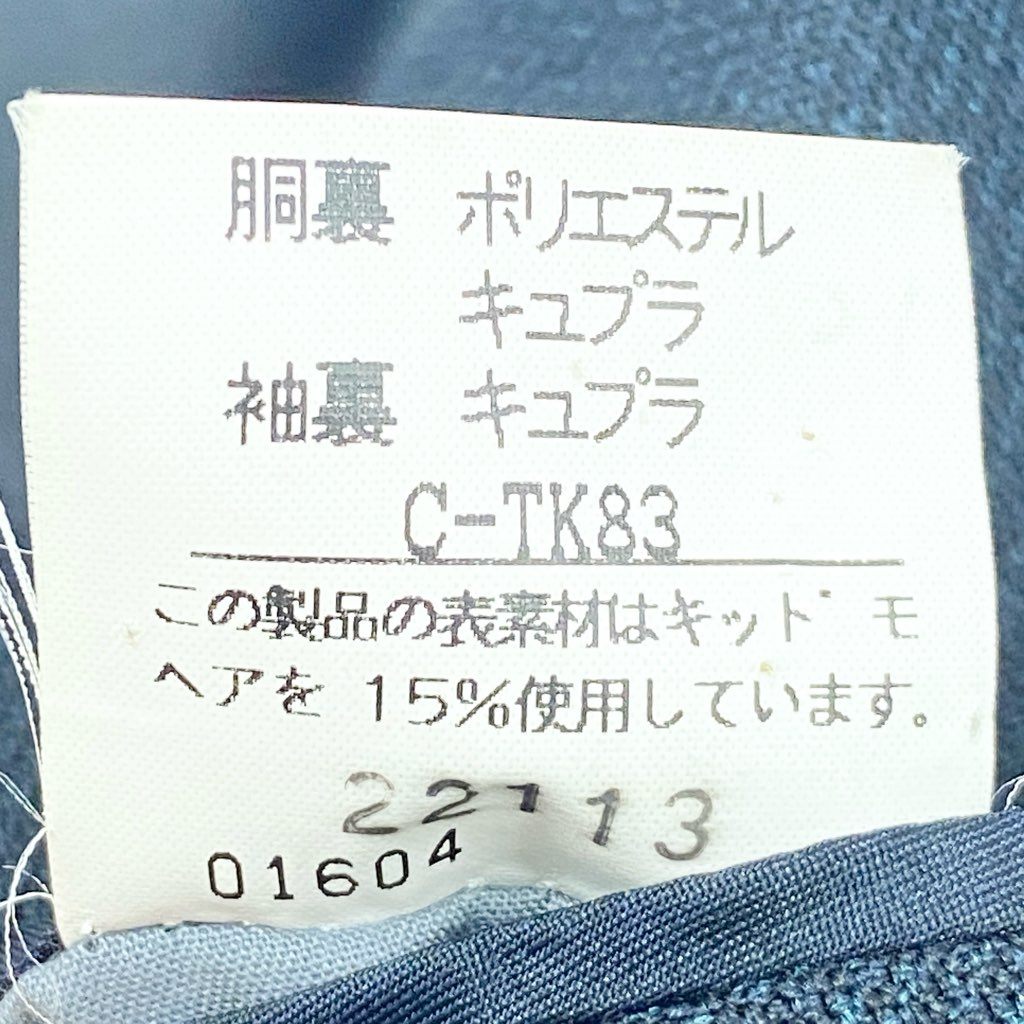 胴裏 ポリエステル
キュプラ
袖裏 キュプラ
C-TK83
この製品の表素材はキッド モ
ヘアを 15%使用しています。
22113
01604